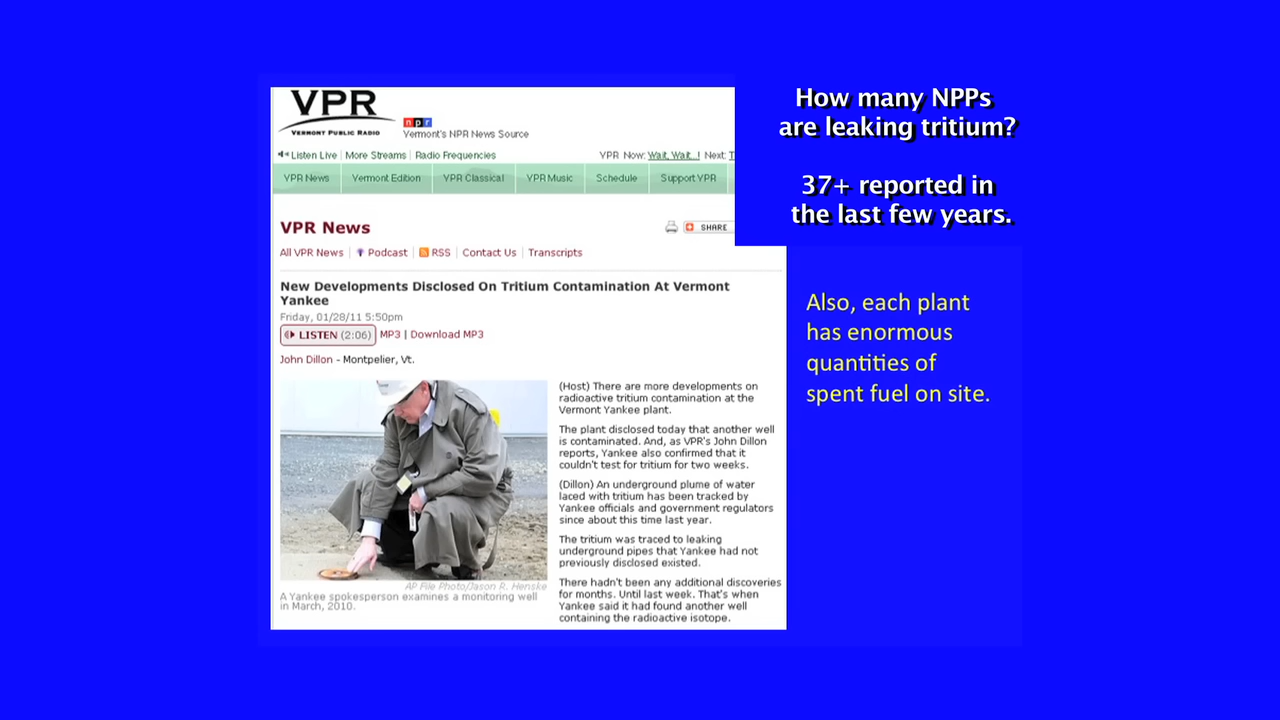 VPR
VERMONT PUBLIC RADIO
npr
Vermont's NPR News Source
Listen Live | More Streams | Radio Frequencies
VPR Now: Wait, Wait...! Next: T
VPR News
Vermont Edition
VPR Classical
VPR Music
Schedule
Support VPR
VPR News
SHARE
All VPR News | Podcast | RSS | Contact Us | Transcripts
New Developments Disclosed On Tritium Contamination At Vermont
Yankee
Friday, 01/28/11 5:50pm
LISTEN (2:06) MP3 | Download MP3
John Dillon - Montpelier, Vt.
AP File Photo/Jason R. Henske
A Yankee spokesperson examines a monitoring well
in March, 2010.
(Host) There are more developments on
radioactive tritium contamination at the
Vermont Yankee plant.
The plant disclosed today that another well
is contaminated. And, as VPR's John Dillon
reports, Yankee also confirmed that it
couldn't test for tritium for two weeks.
(Dillon) An underground plume of water
laced with tritium has been tracked by
Yankee officials and government regulators
since about this time last year.
The tritium was traced to leaking
underground pipes that Yankee had not
previously disclosed existed.
There hadn't been any additional discoveries
for months. Until last week. That's when
Yankee said it had found another well
containing the radioactive isotope.
How many NPPs
are leaking tritium?
37+ reported in
the last few years.
Also, each plant
has enormous
quantities of
spent fuel on site.